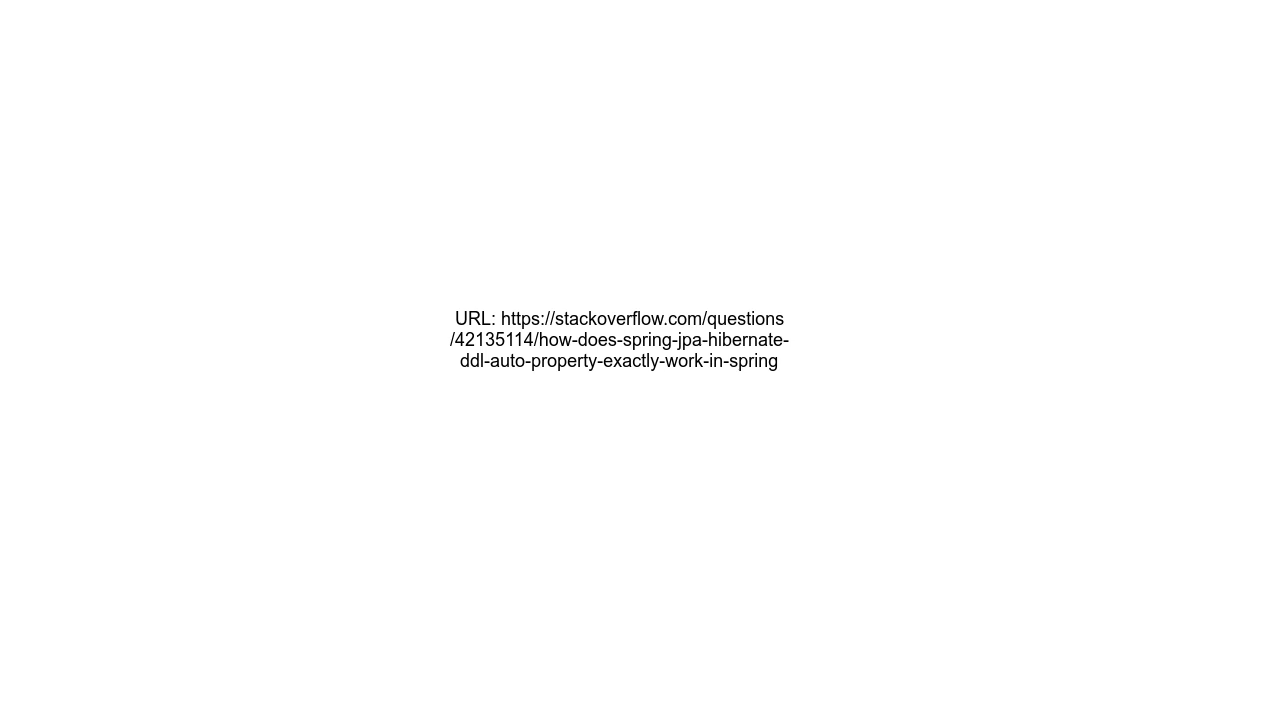 URL: https://stackoverflow.com/questions
/42135114/how-does-spring-jpa-hibernate-
ddl-auto-property-exactly-work-in-spring